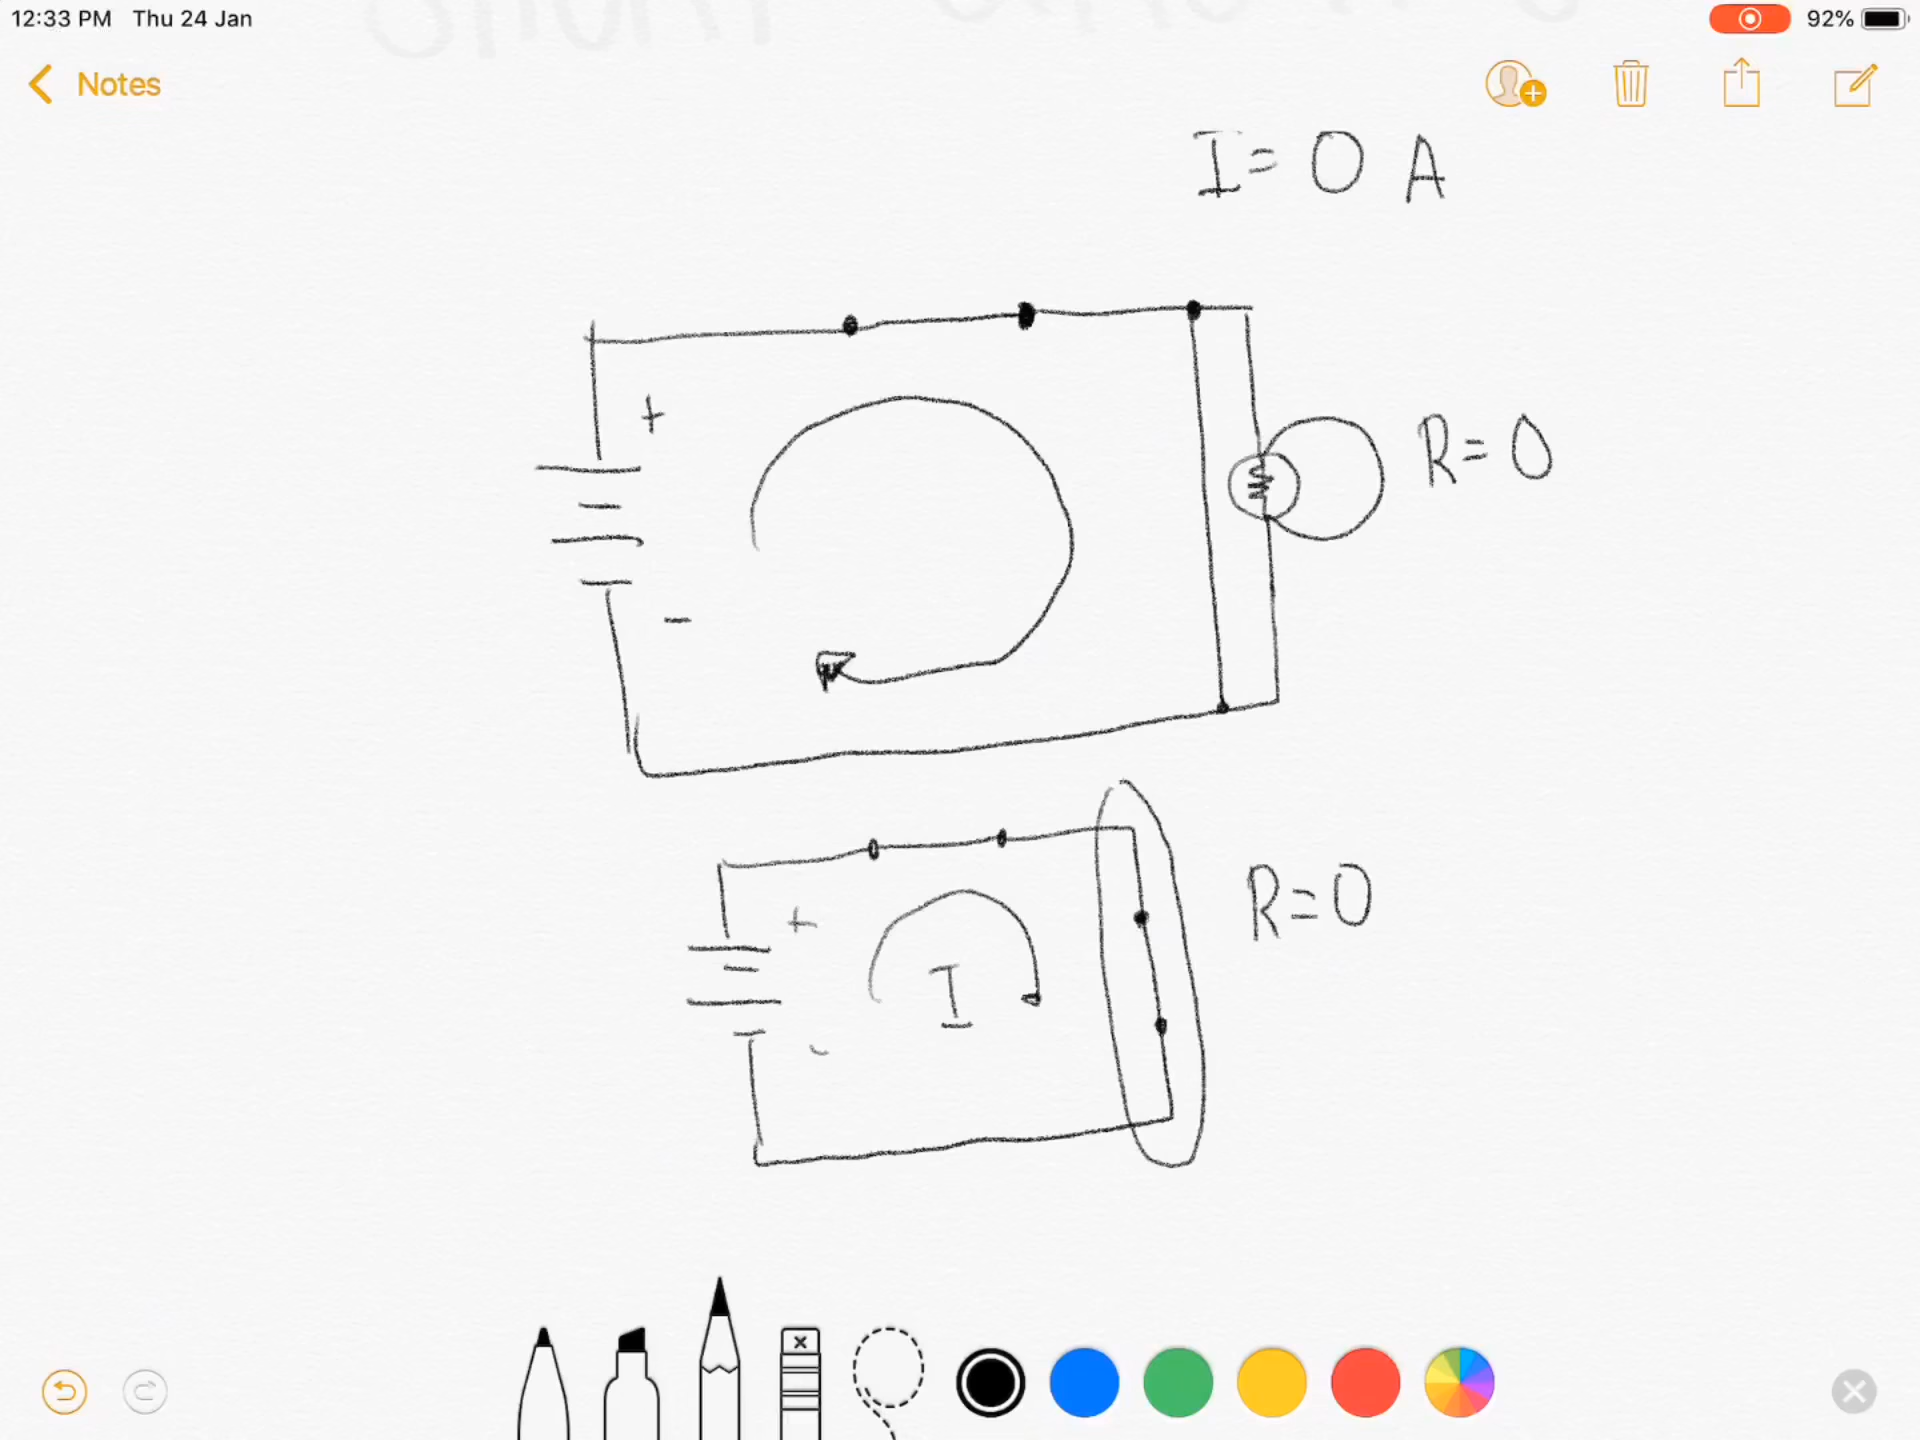 12:33 PM Thu 24 Jan
92%
Notes
I = 0 A
+
R = 0
-
+
R = 0
I
-